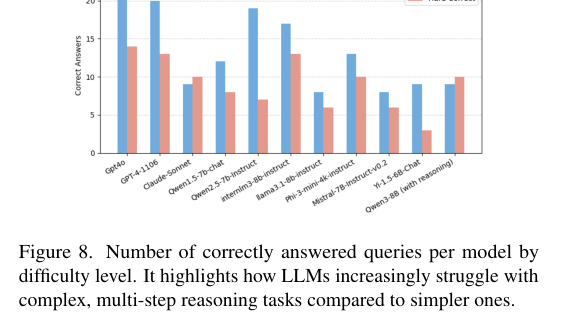 20
15
10
5
0
Correct Answers
Gpt4o
GPT-4-1106
Claude-Sonnet
Qwen1.5-7b-chat
Qwen2.5-7b-instruct
internlm3-8b-instruct
llama3.1-8b-instruct
Phi-3-mini-4k-instruct
Mistral-7B-Instruct-v0.2
Yi-1.5-6B-Chat
Qwen3-8B (with reasoning)
Figure 8. Number of correctly answered queries per model by
difficulty level. It highlights how LLMs increasingly struggle with
complex, multi-step reasoning tasks compared to simpler ones.